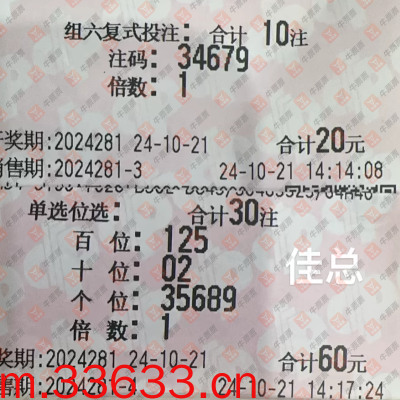 组六复式投注: 合计 10注
注码: 34679
倍数: 1
奖期:2024281 24-10-21 合计20元
销售期:2024281-3 24-10-21 14:14:08
单选位选: 合计30注
百位: 125
十位: 02
佳总
个位: 35689
倍数: 1
奖期:2024281 24-10-21 合计60元
售期:2024281-4 24-10-21 14:17:24
m.33633.cn